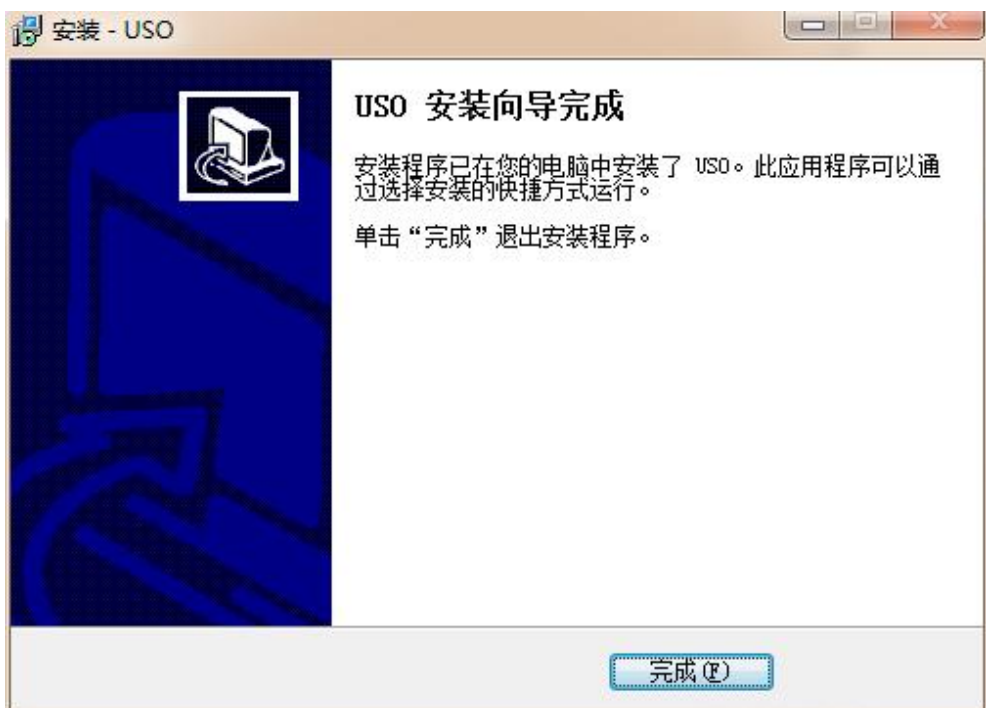 安装 - USO
USO 安装向导完成
安装程序已在您的电脑中安装了 USO。此应用程序可以通
过选择安装的快捷方式运行。
单击“完成”退出安装程序。
完成(F)